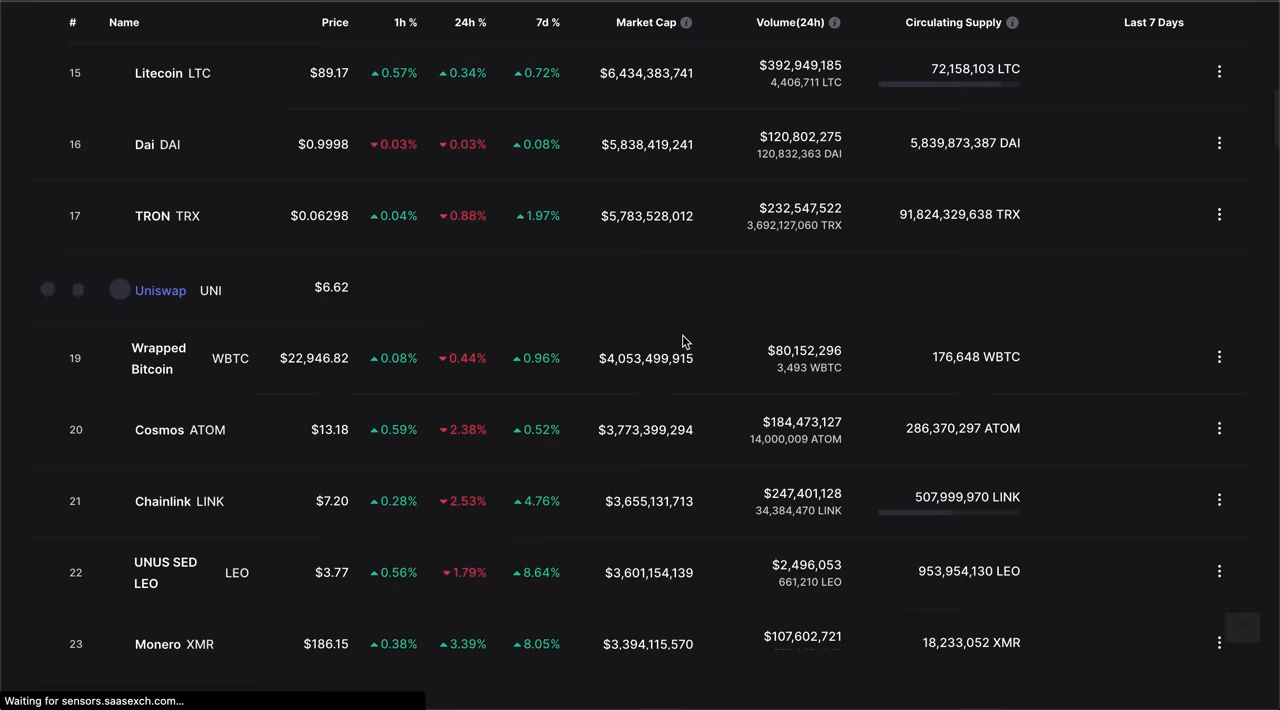 # Name Price 1h % 24h % 7d % Market Cap Volume(24h) Circulating Supply Last 7 Days
15 Litecoin LTC $89.17 0.57% 0.34% 0.72% $6,434,383,741 $392,949,185 72,158,103 LTC
4,406,711 LTC
16 Dai DAI $0.9998 0.03% 0.03% 0.08% $5,838,419,241 $120,802,275 5,839,873,387 DAI
120,832,363 DAI
17 TRON TRX $0.06298 0.04% 0.88% 1.97% $5,783,528,012 $232,547,522 91,824,329,638 TRX
3,692,127,060 TRX
Uniswap UNI $6.62
19 Wrapped Bitcoin WBTC $22,946.82 0.08% 0.44% 0.96% $4,053,499,915 $80,152,296 176,648 WBTC
3,493 WBTC
20 Cosmos ATOM $13.18 0.59% 2.38% 0.52% $3,773,399,294 $184,473,127 286,370,297 ATOM
14,000,009 ATOM
21 Chainlink LINK $7.20 0.28% 2.53% 4.76% $3,655,131,713 $247,401,128 507,999,970 LINK
34,384,470 LINK
22 UNUS SED LEO LEO $3.77 0.56% 1.79% 8.64% $3,601,154,139 $2,496,053 953,954,130 LEO
661,210 LEO
23 Monero XMR $186.15 0.38% 3.39% 8.05% $3,394,115,570 $107,602,721 18,233,052 XMR
Waiting for sensors.saasexch.com...